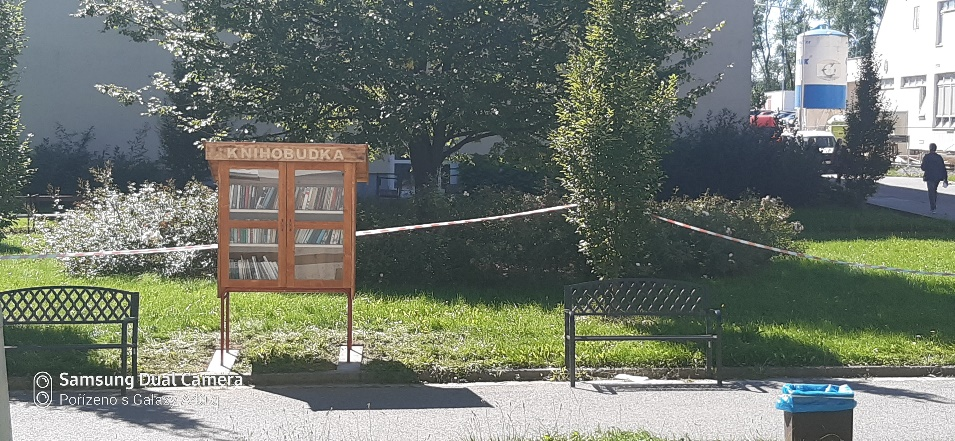 KNIHOBUDKA
Samsung Dual Camera
Pořízeno s Galaxy